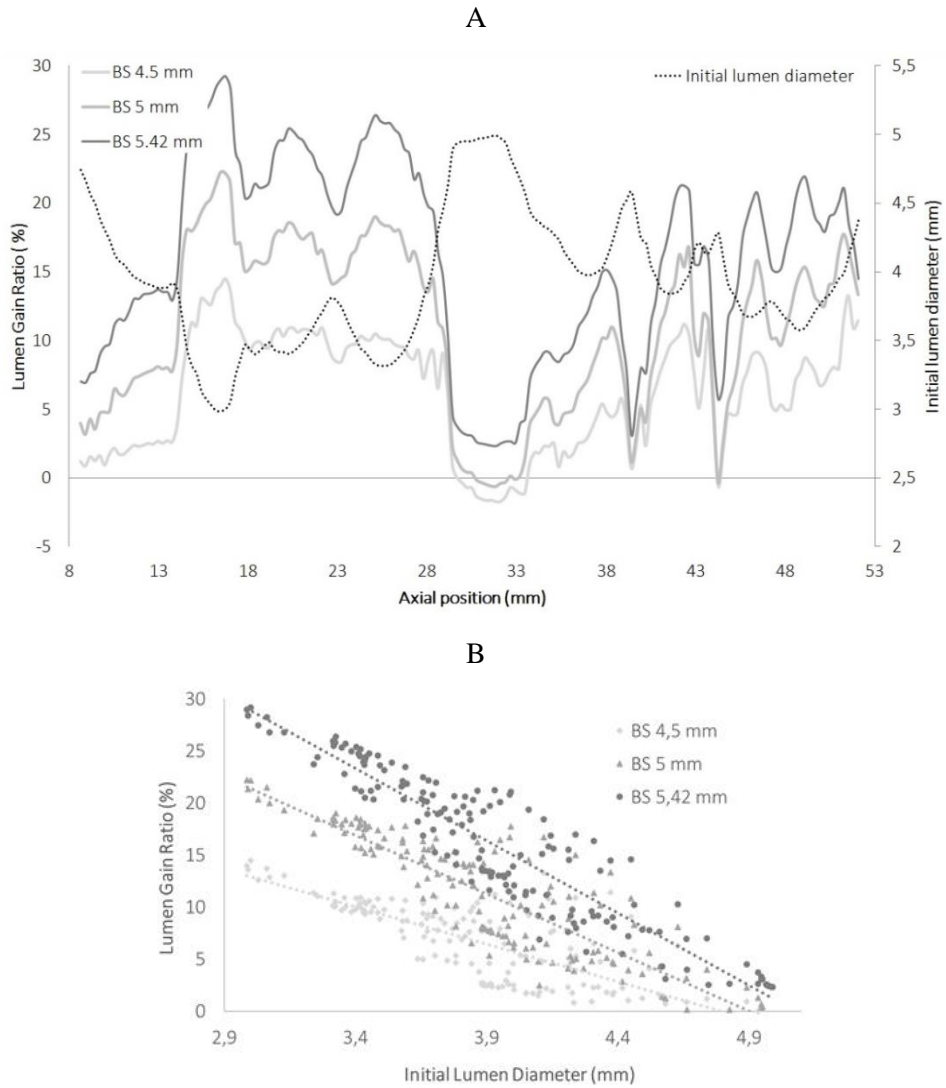 A
30
25
20
15
10
5
0
-5
Lumen Gain Ratio ( %)
BS 4.5 mm
BS 5 mm
BS 5.42 mm
Initial lumen diameter
5,5
5
4,5
4
3,5
3
2,5
2
Initial lumen diameter (mm)
8 13 18 23 28 33 38 43 48 53
Axial position (mm)
B
30
25
20
15
10
5
0
Lumen Gain Ratio (%)
BS 4,5 mm
BS 5 mm
BS 5,42 mm
2,9 3,4 3,9 4,4 4,9
Initial Lumen Diameter (mm)